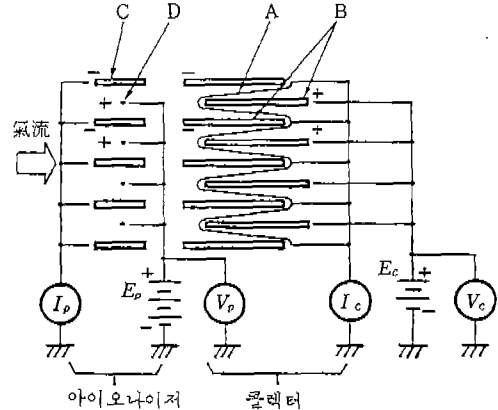 C D A B
− − +
+
− − +
+
氣流
E_p + −
E_c + −
I_p V_p I_c V_c
아이오나이저 콜렉터